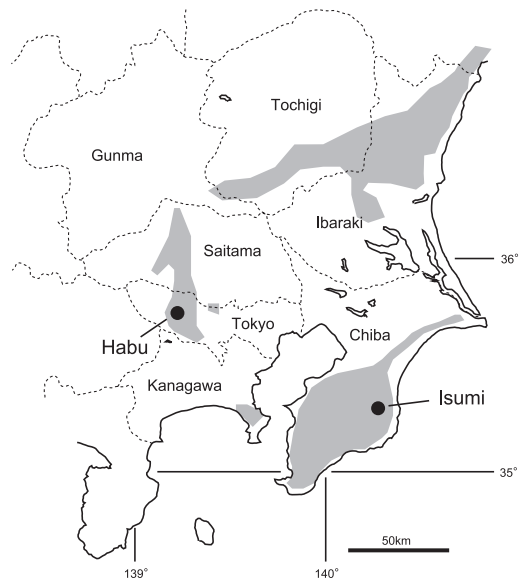 Tochigi
Gunma
Ibaraki
Saitama
36°
Tokyo
Chiba
Habu
Kanagawa
Isumi
35°
50km
139°
140°